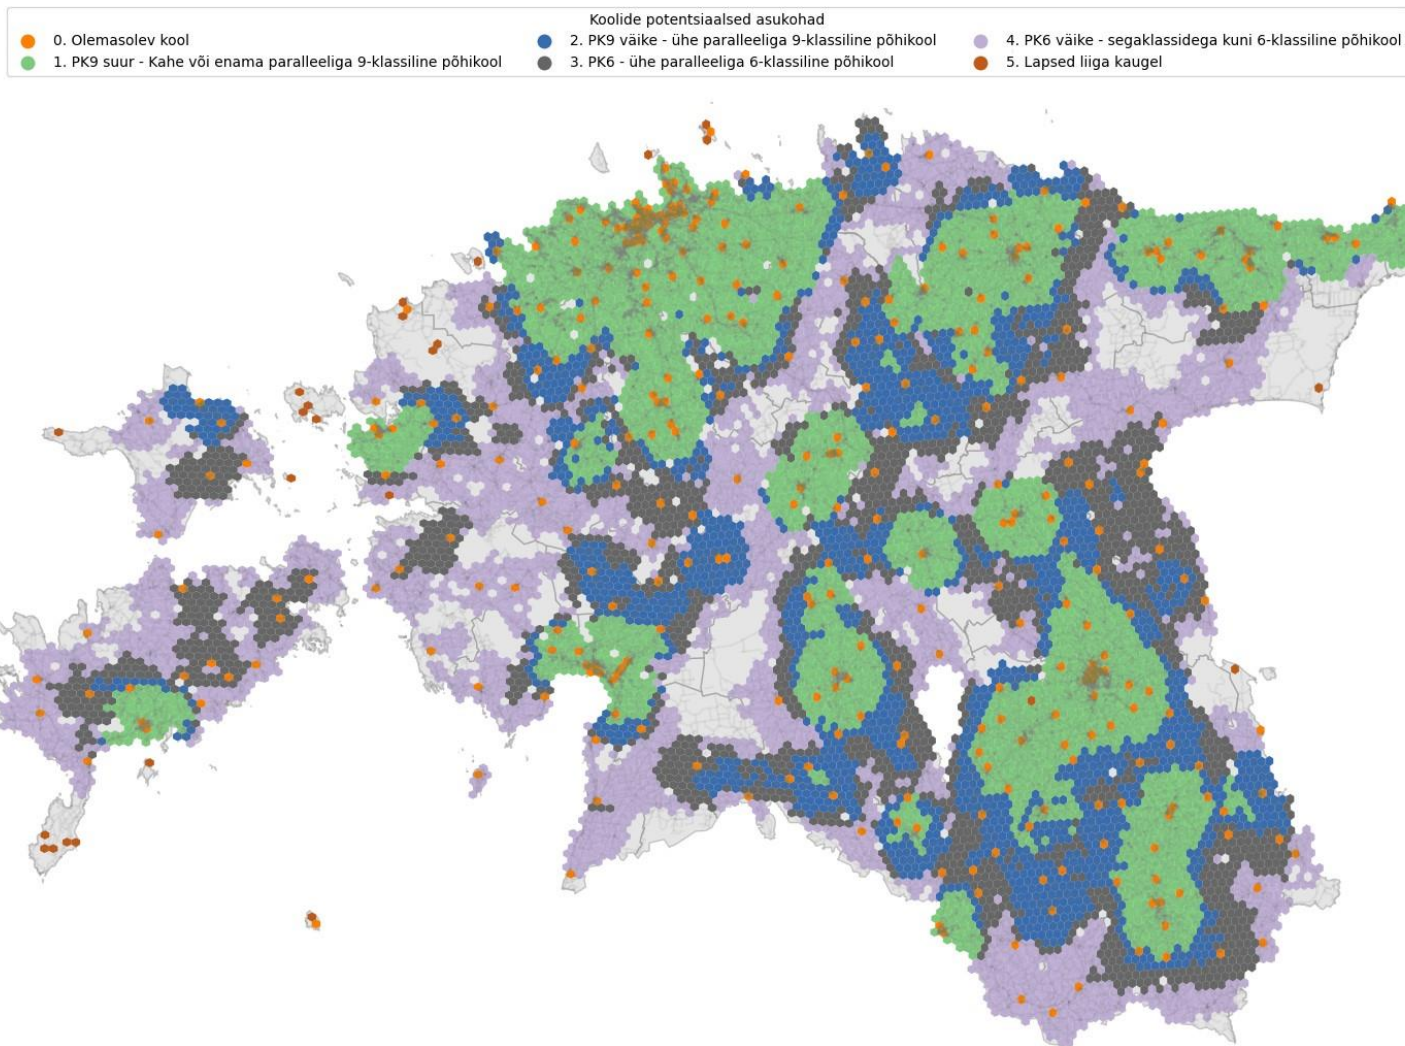 Koolide potentsiaalsed asukohad
0. Olemasolev kool
1. PK9 suur - Kahe või enama paralleeliga 9-klassiline põhikool
2. PK9 väike - ühe paralleeliga 9-klassiline põhikool
3. PK6 - ühe paralleeliga 6-klassiline põhikool
4. PK6 väike - segaklassidega kuni 6-klassiline põhikool
5. Lapsed liiga kaugel